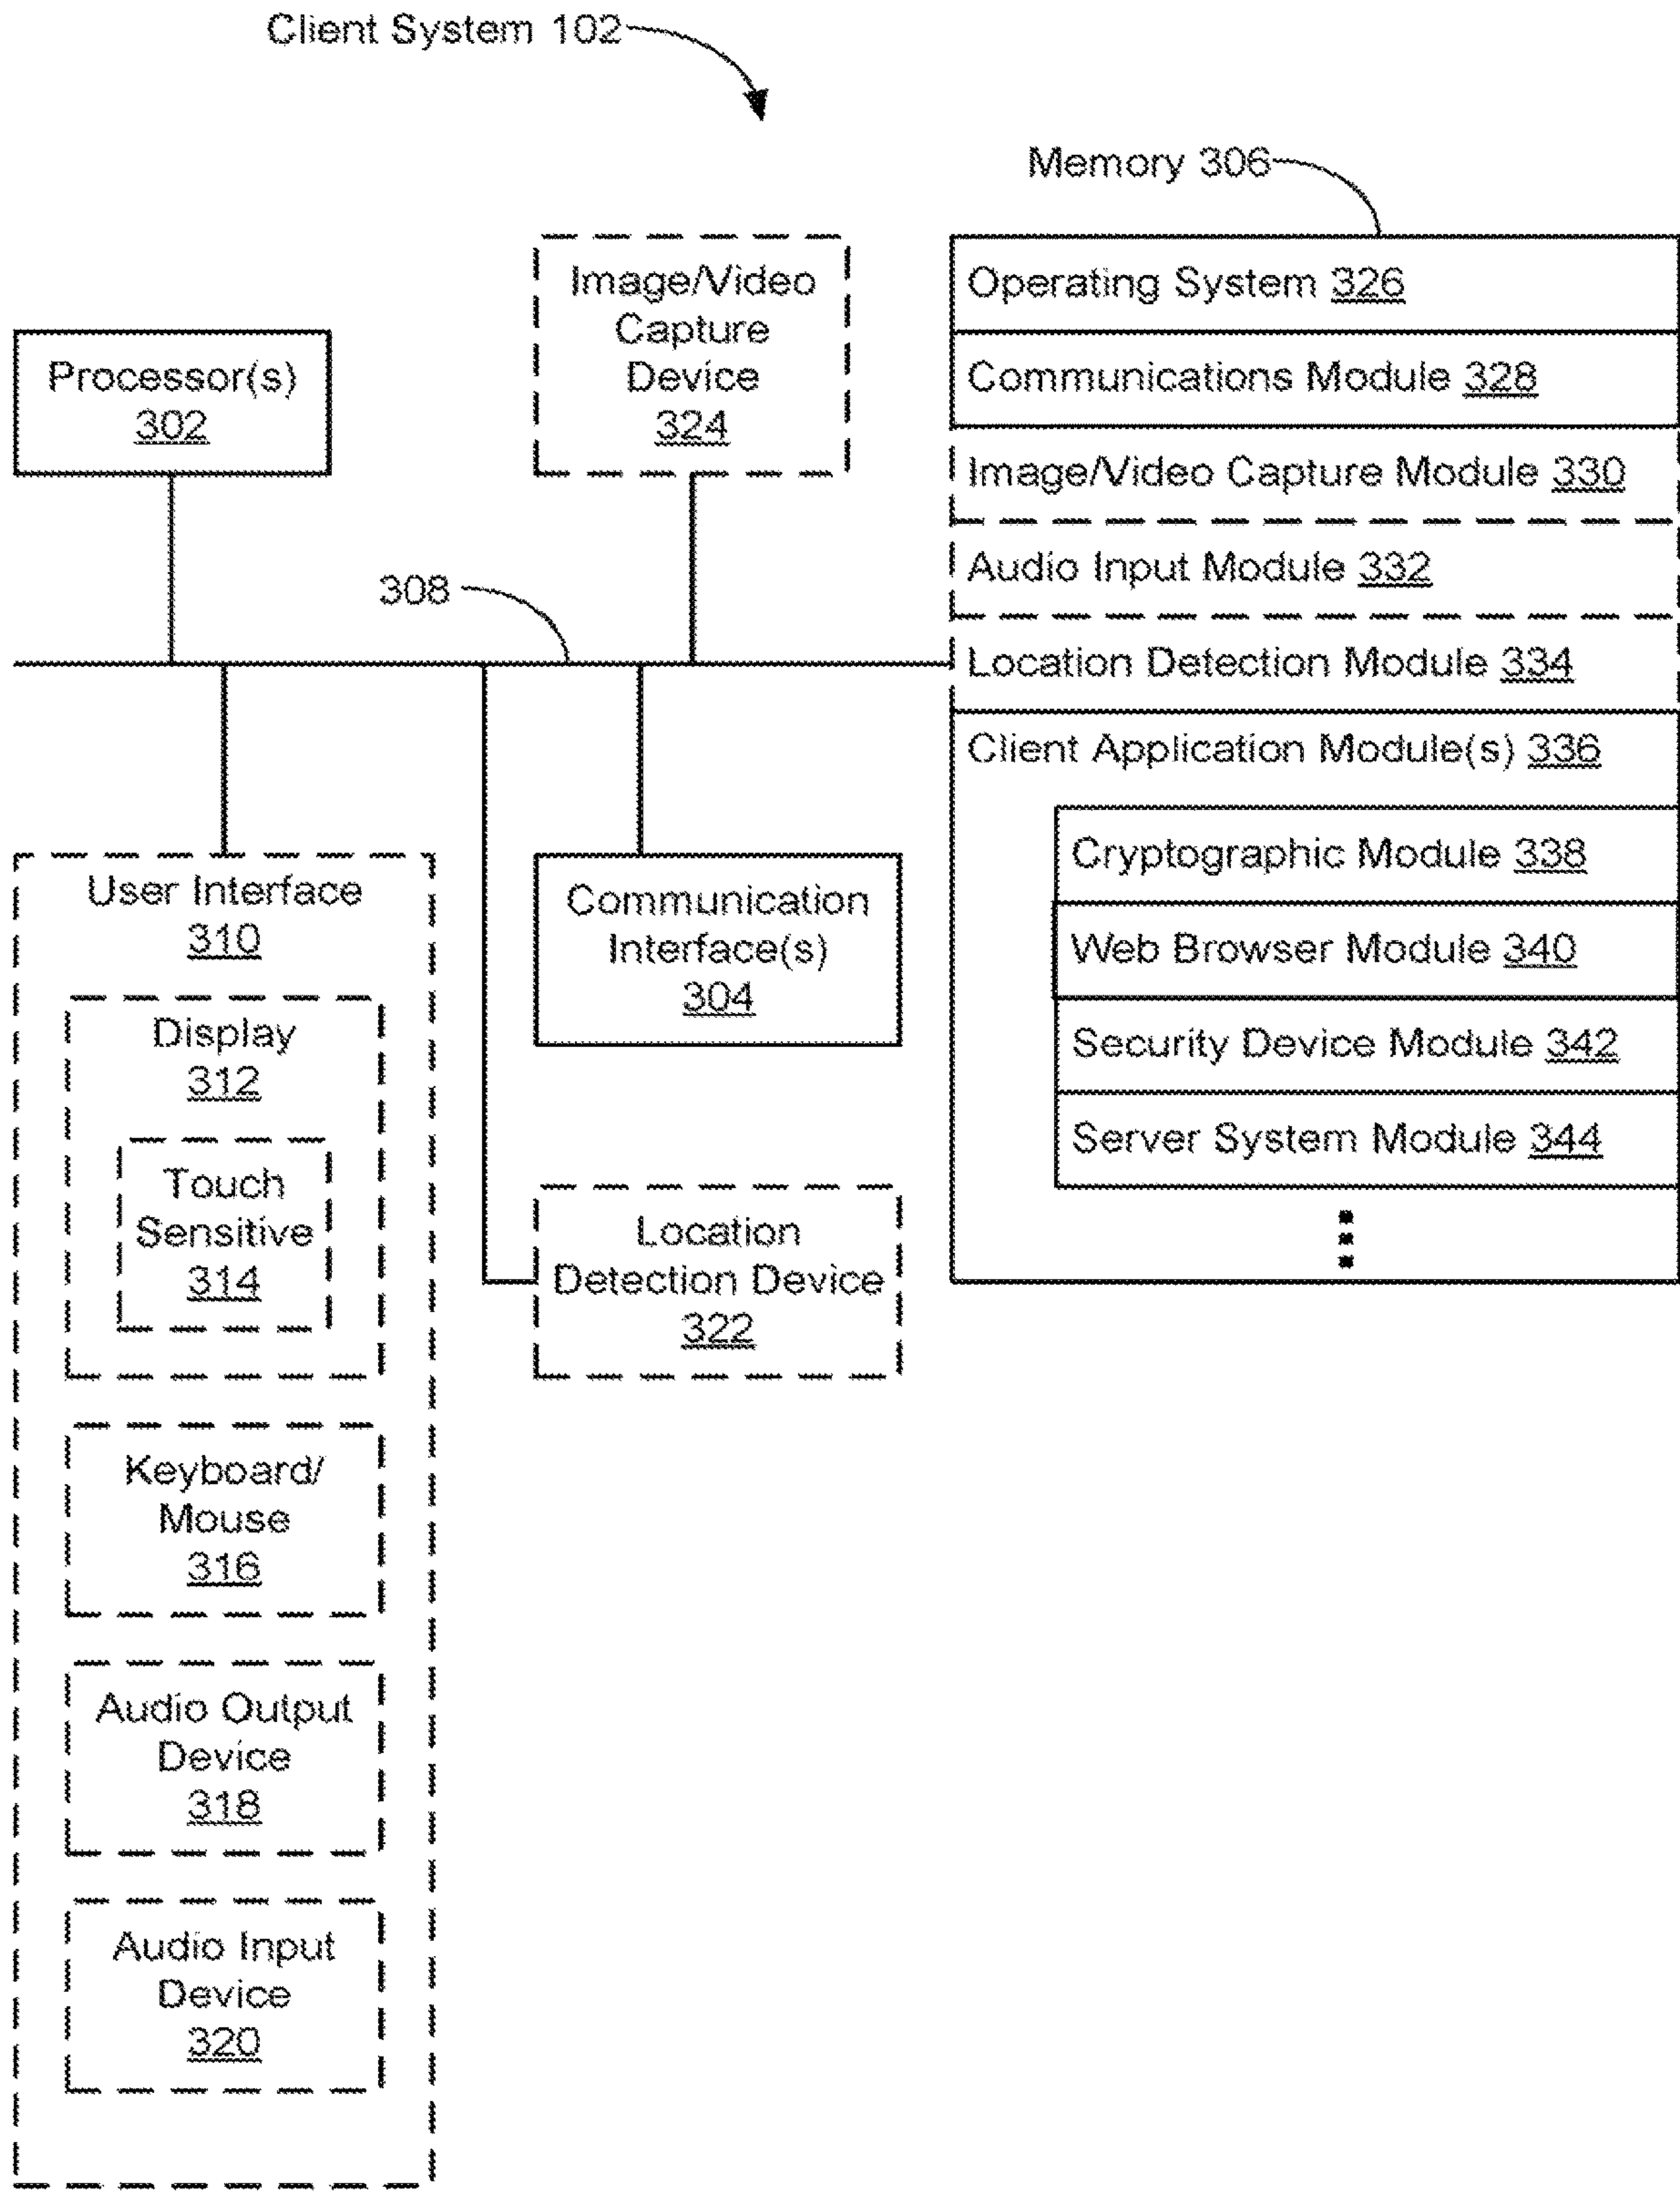 Client System 102
Memory 306
Processor(s)
302
Image/Video
Capture
Device
324
308
User Interface
310
Display
312
Touch
Sensitive
314
Keyboard/
Mouse
316
Audio Output
Device
318
Audio Input
Device
320
Communication
Interface(s)
304
Location
Detection Device
322
Operating System 326
Communications Module 328
Image/Video Capture Module 330
Audio Input Module 332
Location Detection Module 334
Client Application Module(s) 336
Cryptographic Module 338
Web Browser Module 340
Security Device Module 342
Server System Module 344